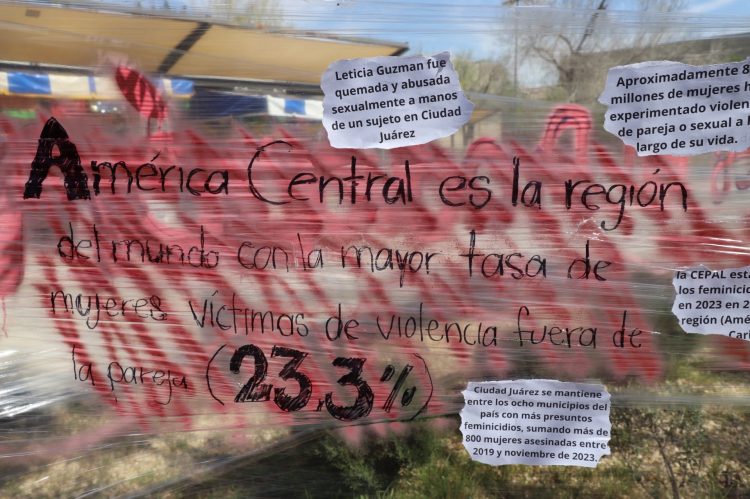 Leticia Guzman fue
quemada y abusada
sexualmente a manos
de un sujeto en Ciudad
Juárez
Aproximadamente 8
millones de mujeres h
experimentado violen
de pareja o sexual a l
largo de su vida.
América Central es la región
del mundo con la mayor tasa de
mujeres víctimas de violencia fuera de
la pareja (23,3%)
la CEPAL est
los feminicid
en 2023 en 2
región (Amé
Cari
Ciudad Juárez se mantiene
entre los ocho municipios del
país con más presuntos
feminicidios, sumando más de
800 mujeres asesinadas entre
2019 y noviembre de 2023.